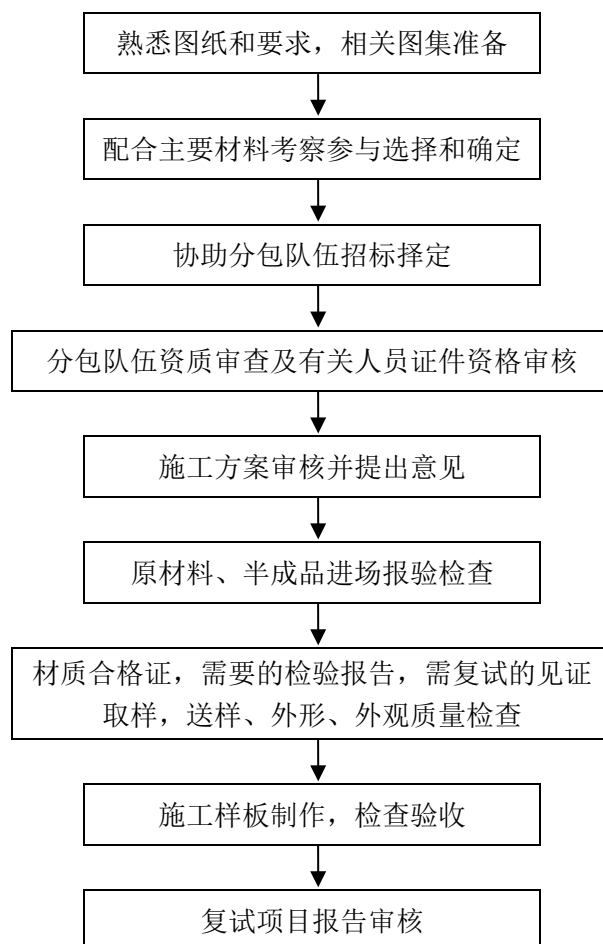 熟悉图纸和要求，相关图集准备
配合主要材料考察参与选择和确定
协助分包队伍招标择定
分包队伍资质审查及有关人员证件资格审核
施工方案审核并提出意见
原材料、半成品进场报验检查
材质合格证，需要的检验报告，需复试的见证
取样，送样、外形、外观质量检查
施工样板制作，检查验收
复试项目报告审核